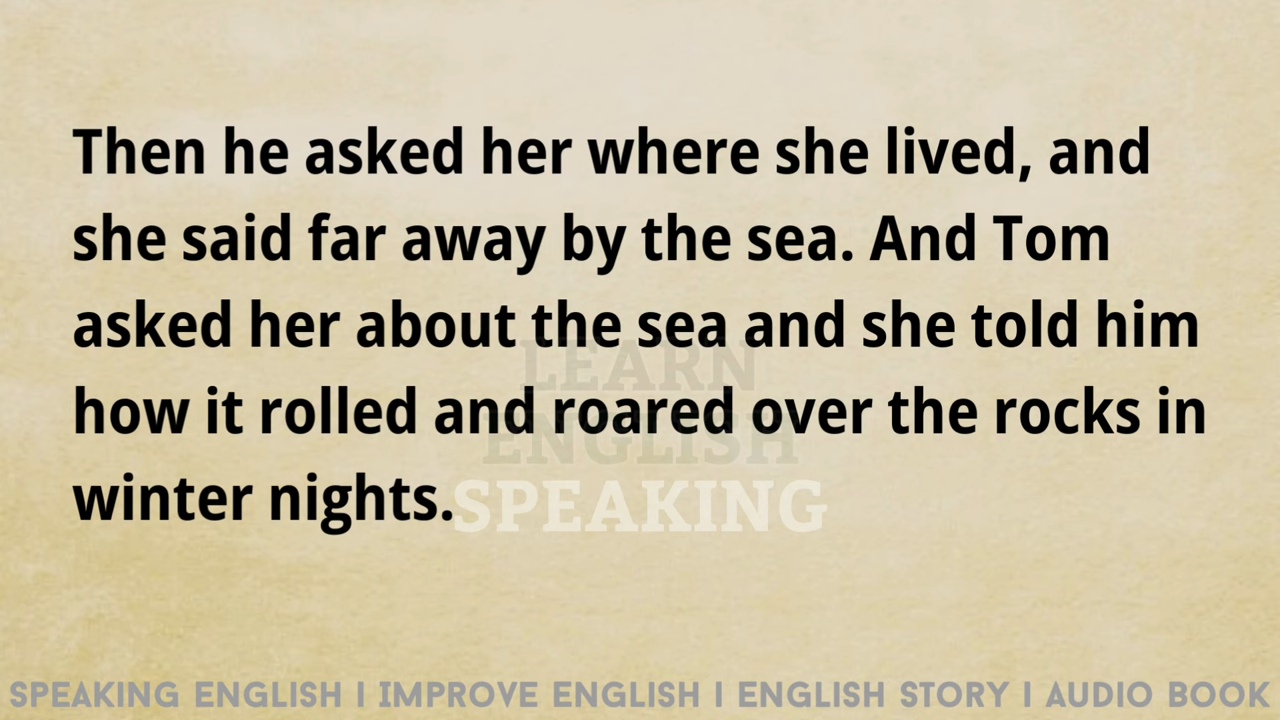 Then he asked her where she lived, and
she said far away by the sea. And Tom
asked her about the sea and she told him
how it rolled and roared over the rocks in
winter nights.
LEARN
ENGLISH
SPEAKING
SPEAKING ENGLISH I IMPROVE ENGLISH I ENGLISH STORY I AUDIO BOOK